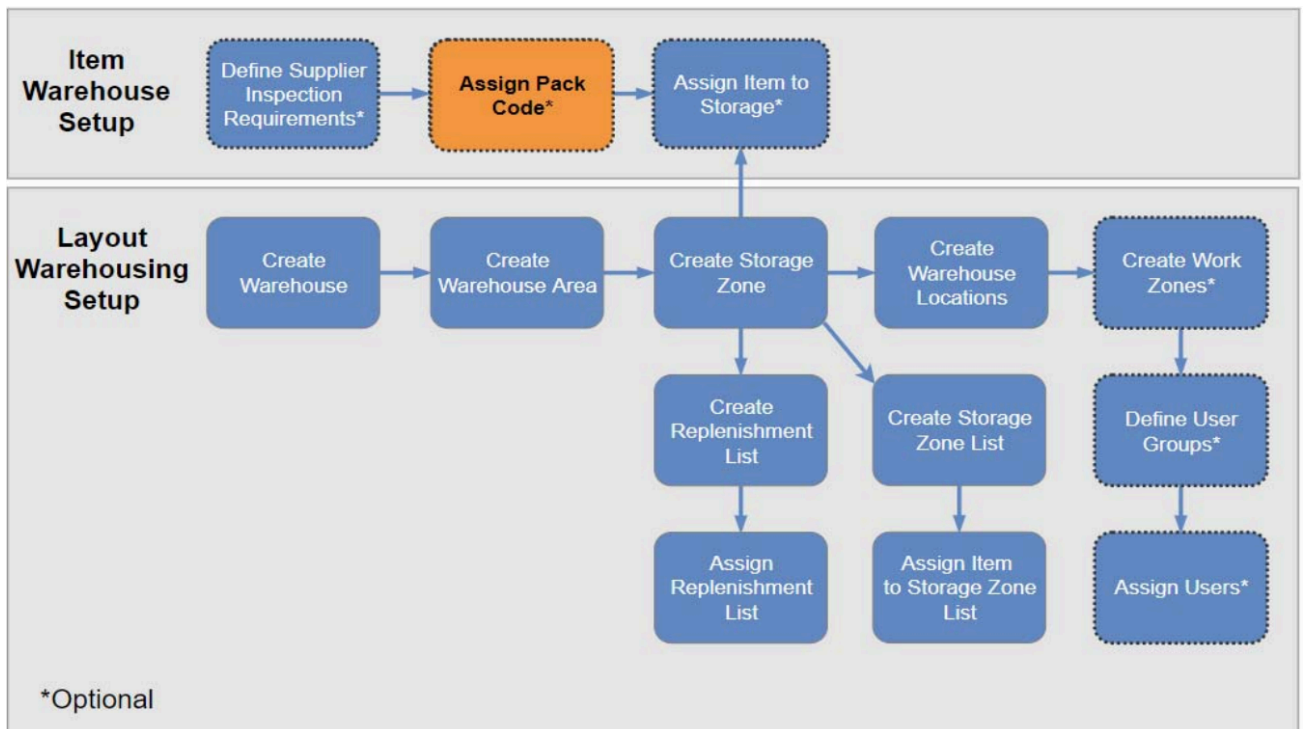 Item
Warehouse
Setup
Define Supplier
Inspection
Requirements*
Assign Pack
Code*
Assign Item to
Storage*
Layout
Warehousing
Setup
Create
Warehouse
Create
Warehouse Area
Create Storage
Zone
Create
Warehouse
Locations
Create Work
Zones*
Create
Replenishment
List
Create Storage
Zone List
Define User
Groups*
Assign
Replenishment
List
Assign Item
to Storage Zone
List
Assign Users*
*Optional